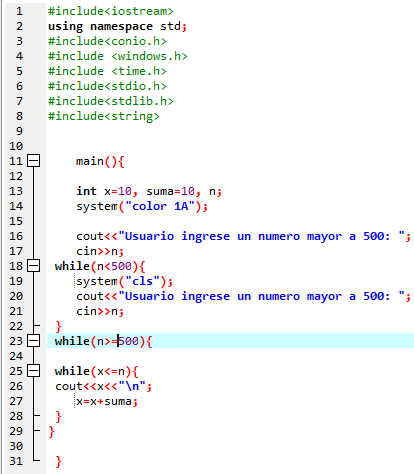 1 #include<iostream>
2 using namespace std;
3 #include<conio.h>
4 #include <windows.h>
5 #include <time.h>
6 #include<stdio.h>
7 #include<stdlib.h>
8 #include<string>
9
10
11 main(){
12
13 int x=10, suma=10, n;
14 system("color 1A");
15
16 cout<<"Usuario ingrese un numero mayor a 500: ";
17 cin>>n;
18 while(n<500){
19 system("cls");
20 cout<<"Usuario ingrese un numero mayor a 500: ";
21 cin>>n;
22 }
23 while(n>=500){
24
25 while(x<=n){
26 cout<<x<<"\n";
27 x=x+suma;
28 }
29 }
30
31 }